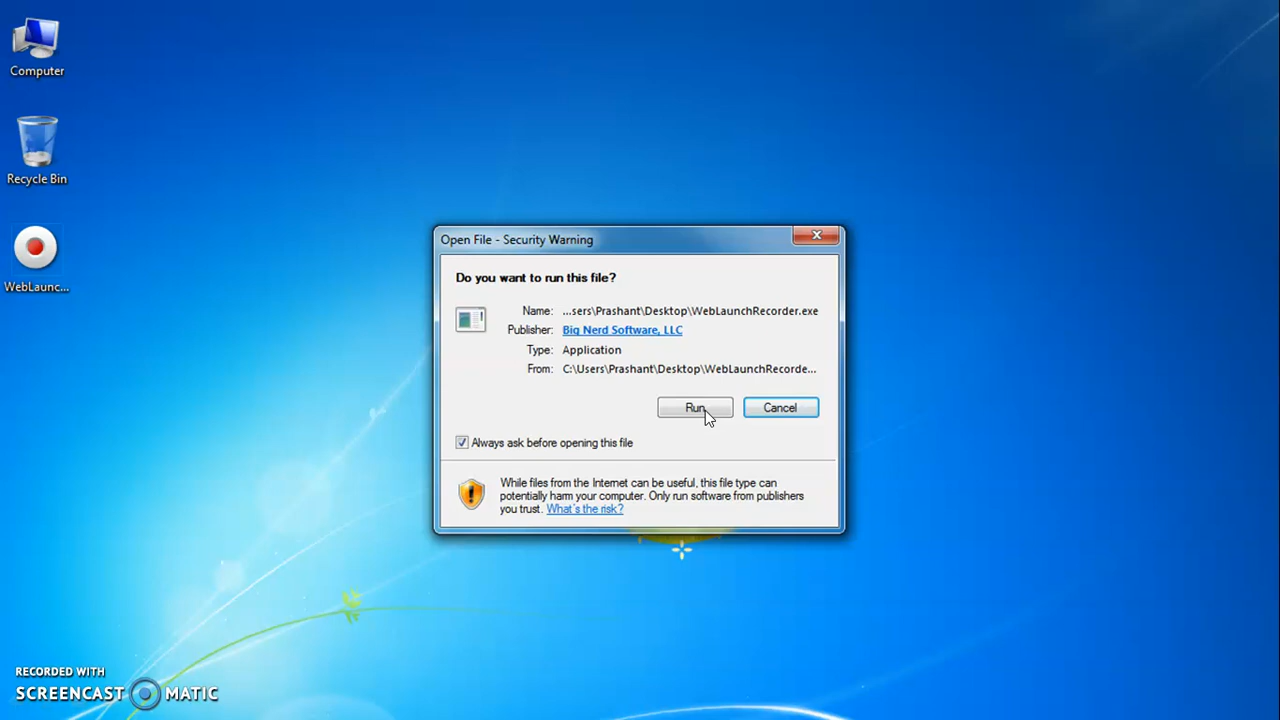 Computer
Recycle Bin
WebLaunc...
Open File - Security Warning
Do you want to run this file?
Name: ...sers\Prashant\Desktop\WebLaunchRecorder.exe
Publisher: Big Nerd Software, LLC
Type: Application
From: C:\Users\Prashant\Desktop\WebLaunchRecorde...
Run Cancel
Always ask before opening this file
While files from the Internet can be useful, this file type can
potentially harm your computer. Only run software from publishers
you trust. What's the risk?
RECORDED WITH
SCREENCAST MATIC